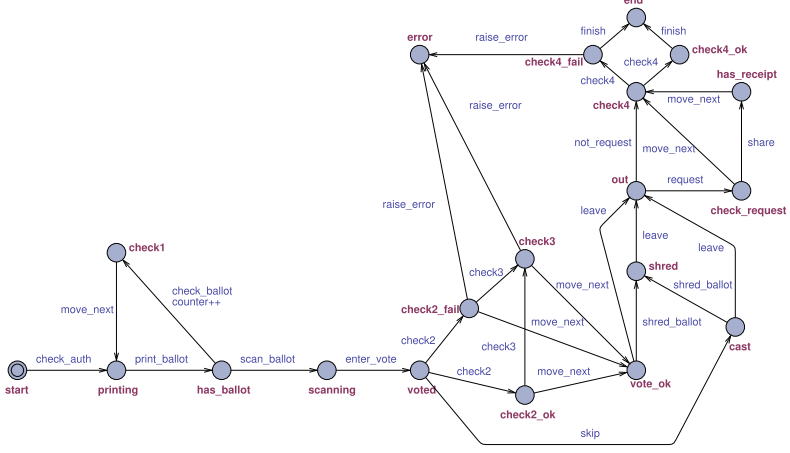 end
finish
finish
error
raise_error
check4_ok
check4_fail
check4
has_receipt
check4
check4
move_next
raise_error
not_request
move_next
share
out
request
check_request
raise_error
leave
leave
leave
check3
check1
check3
shred
shred_ballot
move_next
check_ballot
counter++
move_next
check2_fail
move_next
shred_ballot
cast
check2
check3
check_auth
print_ballot
scan_ballot
enter_vote
check2
move_next
start
printing
has_ballot
scanning
voted
vote_ok
check2_ok
skip